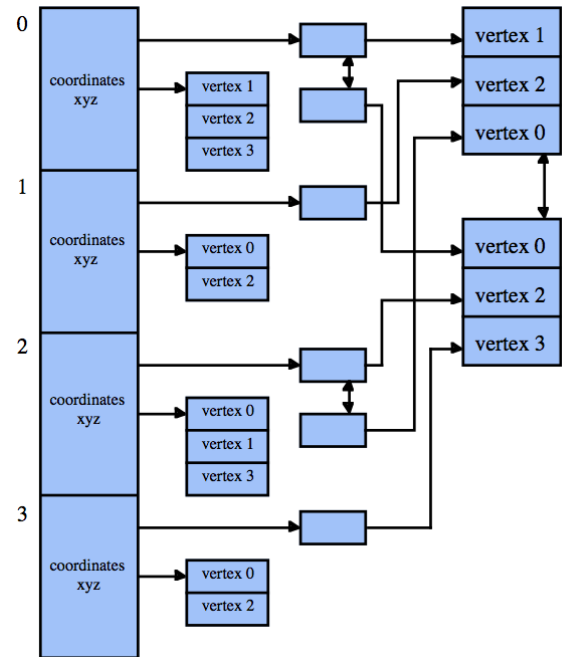 0
coordinates
xyz
vertex 1
vertex 2
vertex 3
1
coordinates
xyz
vertex 0
vertex 2
2
coordinates
xyz
vertex 0
vertex 1
vertex 3
3
coordinates
xyz
vertex 0
vertex 2
vertex 1
vertex 2
vertex 0
vertex 0
vertex 2
vertex 3